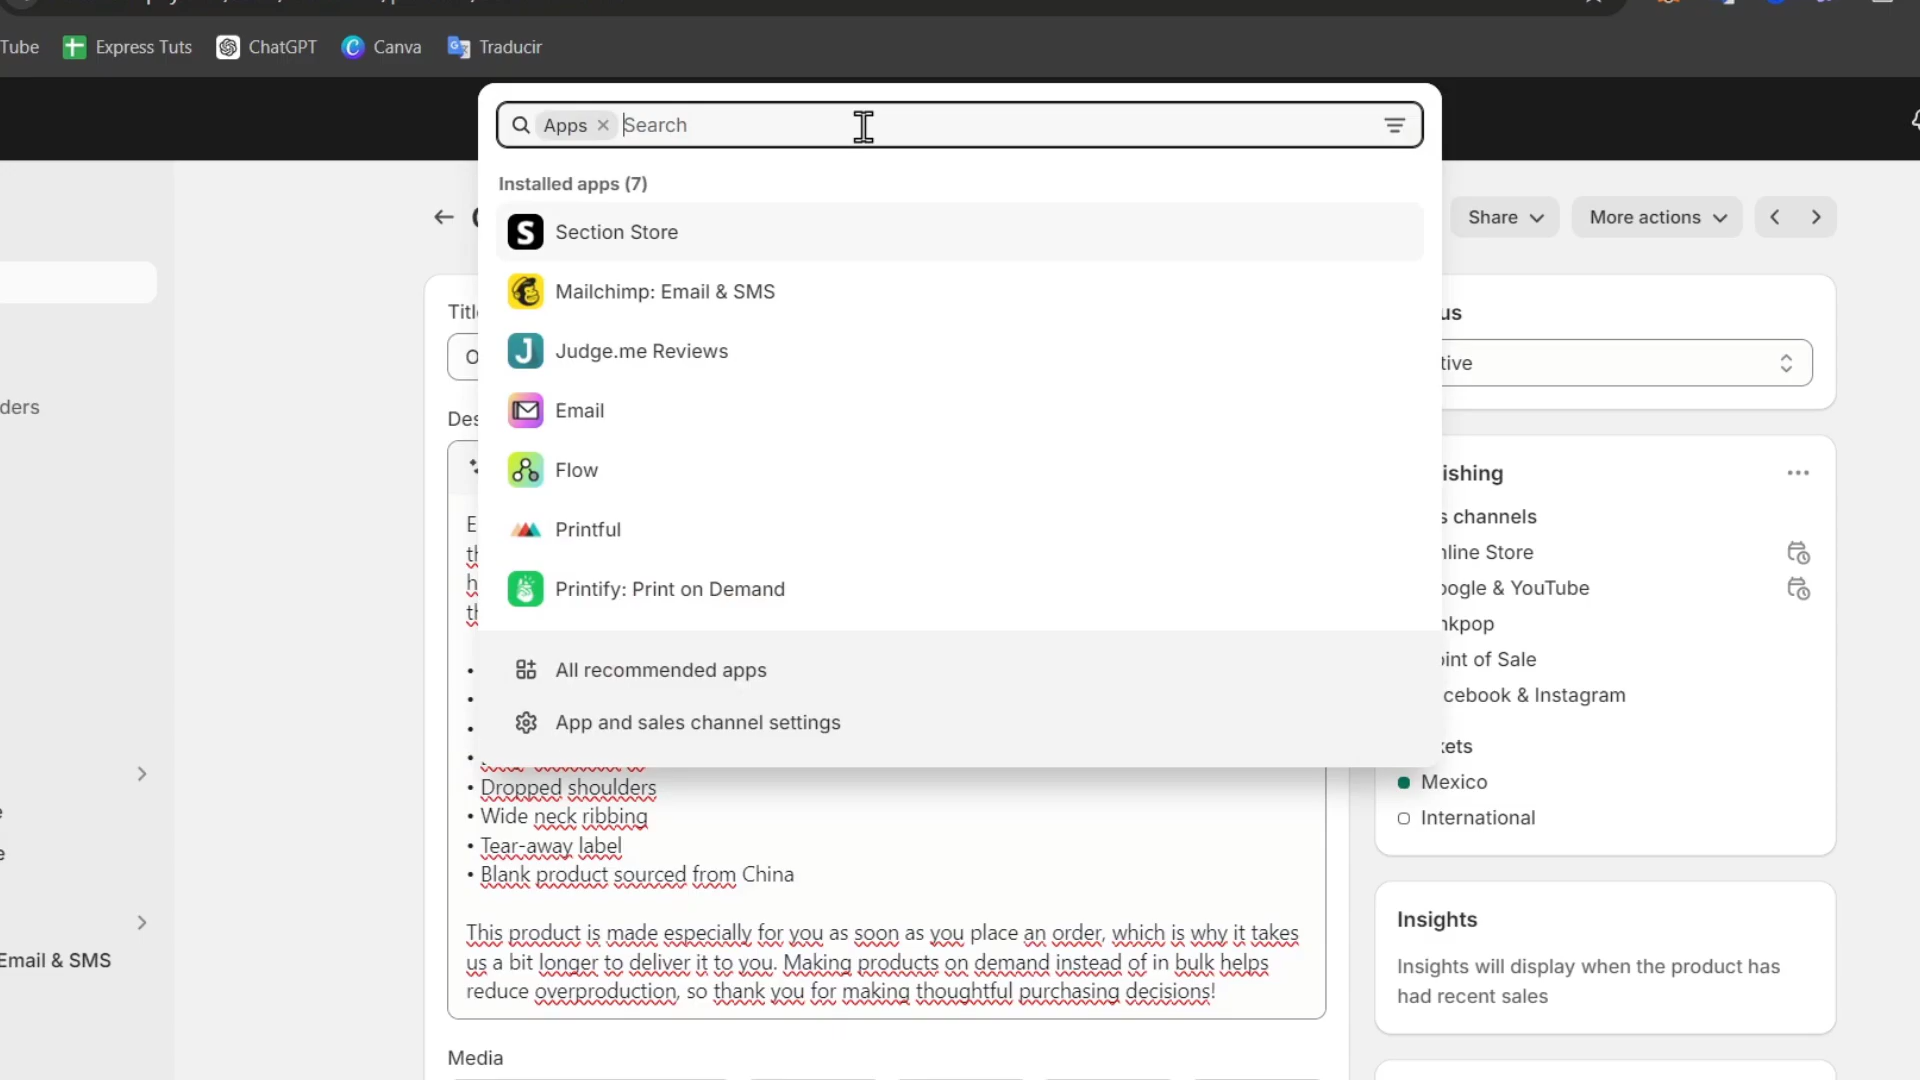 Tube
Express Tuts
ChatGPT
Canva
Traducir
Apps
Search
Installed apps (7)
Section Store
Mailchimp: Email & SMS
Judge.me Reviews
Email
Flow
Printful
Printify: Print on Demand
All recommended apps
App and sales channel settings
Share
More actions
ders
Email & SMS
Titl
Des
• Dropped shoulders
• Wide neck ribbing
• Tear-away label
• Blank product sourced from China
This product is made especially for you as soon as you place an order, which is why it takes
us a bit longer to deliver it to you. Making products on demand instead of in bulk helps
reduce overproduction, so thank you for making thoughtful purchasing decisions!
Media
us
tive
ishing
s channels
nline Store
oogle & YouTube
nkpop
oint of Sale
cebook & Instagram
kets
Mexico
International
Insights
Insights will display when the product has
had recent sales